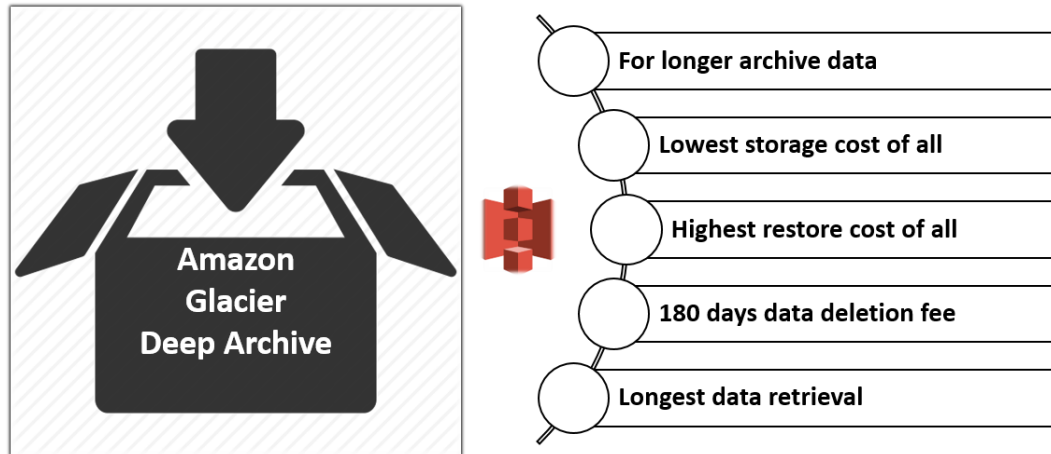 Amazon
Glacier
Deep Archive
For longer archive data
Lowest storage cost of all
Highest restore cost of all
180 days data deletion fee
Longest data retrieval